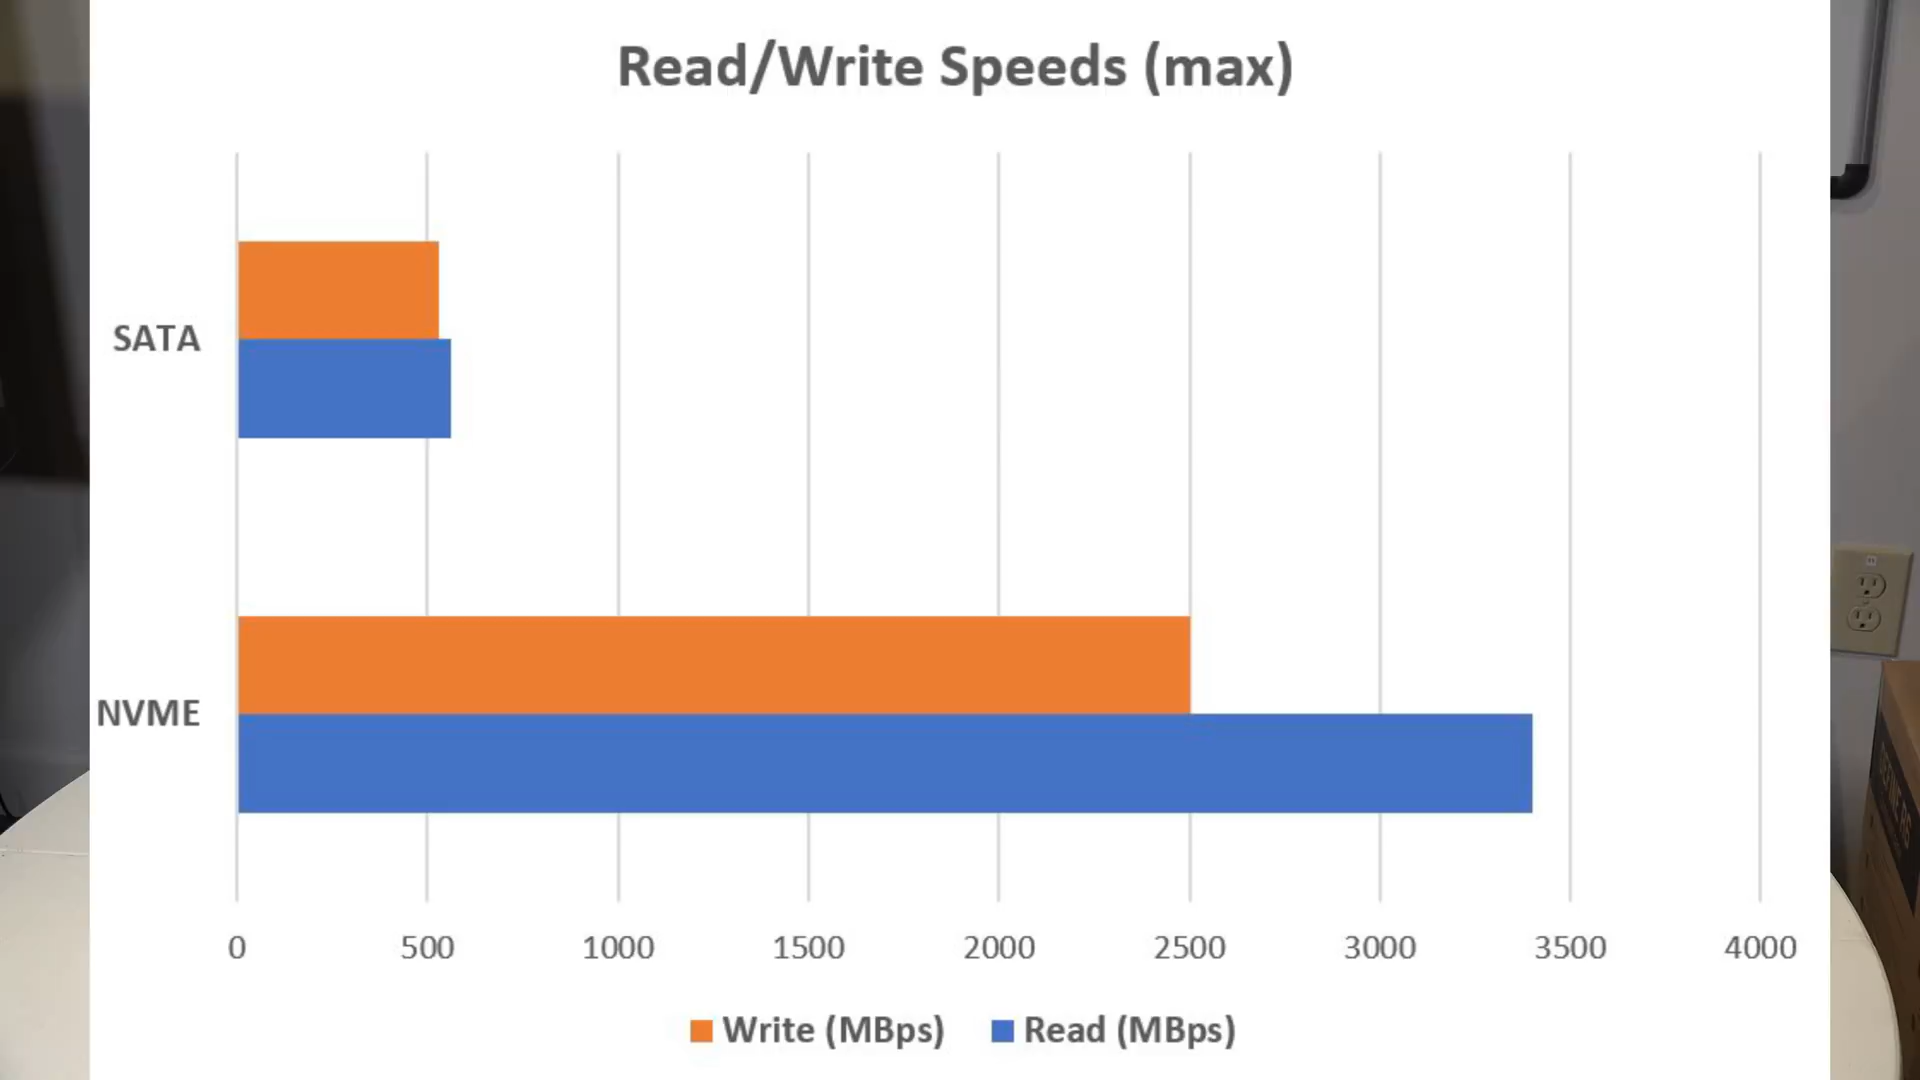 Read/Write Speeds (max)
SATA
NVME
0 500 1000 1500 2000 2500 3000 3500 4000
Write (MBps) Read (MBps)